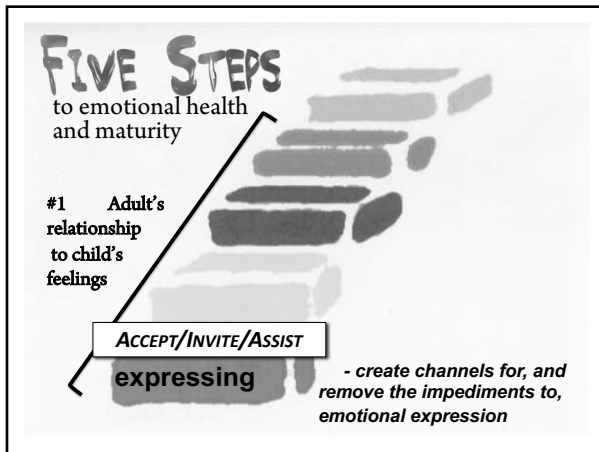 FIVE STEPS
to emotional health
and maturity
#1 Adult's
relationship
to child's
feelings
ACCEPT/INVITE/ASSIST
expressing
- create channels for, and
remove the impediments to,
emotional expression